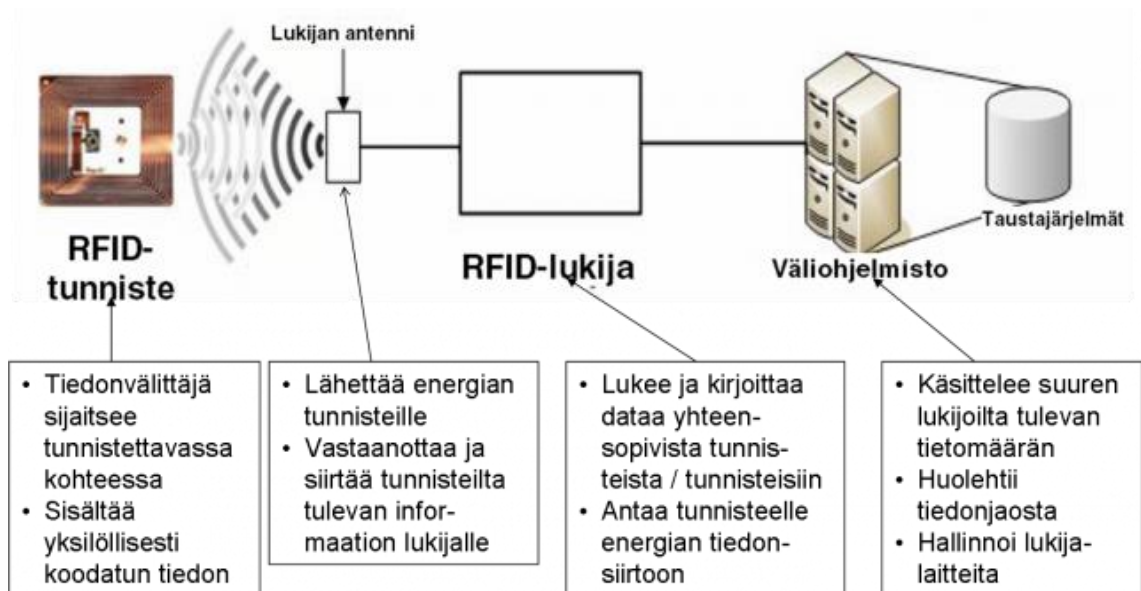 Lukijan antenni
RFID-
tunniste
RFID-lukija
Väliohjelmisto
Taustajärjelmät
• Tiedonvälittäjä
sijaitsee
tunnistettavassa
kohteessa
• Sisältää
yksilöllisesti
koodatun tiedon
• Lähettää energian
tunnisteille
• Vastaanottaa ja
siirtää tunnisteilta
tulevan infor-
maation lukijalle
• Lukee ja kirjoittaa
dataa yhteen-
sopivista tunnis-
teista / tunnisteisiin
• Antaa tunnisteelle
energian tiedon-
siirtoon
• Käsittelee suuren
lukijoilta tulevan
tietomäärän
• Huolehtii
tiedonjaosta
• Hallinnoi lukija-
laitteita